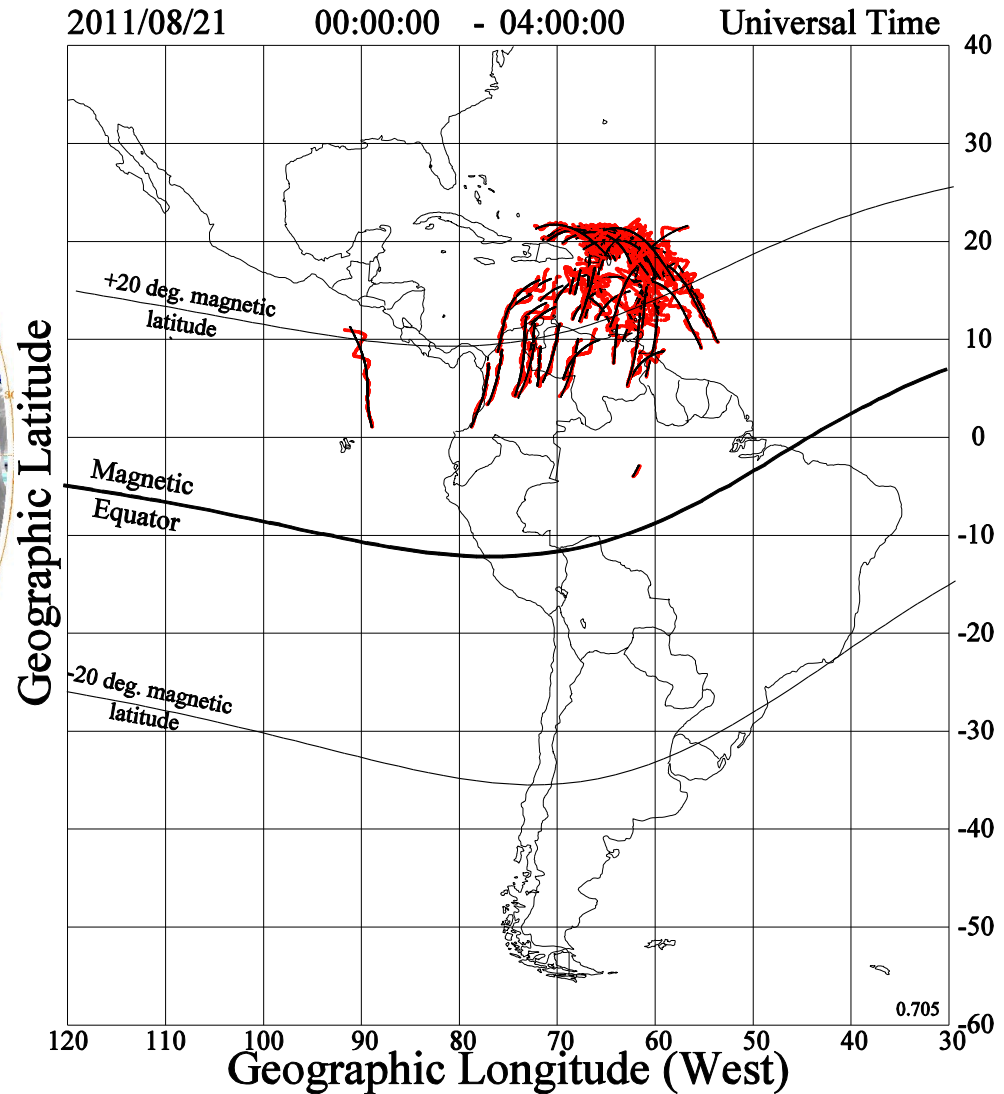 2011/08/21 00:00:00 - 04:00:00 Universal Time
40
30
20
10
0
-10
-20
-30
-40
-50
-60
+20 deg. magnetic
latitude
Magnetic
Equator
-20 deg. magnetic
latitude
0.705
120 110 100 90 80 70 60 50 40 30
Geographic Longitude (West)
Geographic Latitude